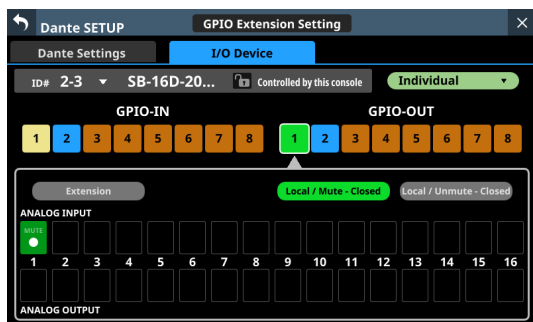 Dante SETUP
GPIO Extension Setting
Dante Settings
I/O Device
ID# 2-3 SB-16D-20... Controlled by this console Individual
GPIO-IN GPIO-OUT
1 2 3 4 5 6 7 8 1 2 3 4 5 6 7 8
Extension Local / Mute - Closed Local / Unmute - Closed
ANALOG INPUT
MUTE
1 2 3 4 5 6 7 8 9 10 11 12 13 14 15 16
ANALOG OUTPUT